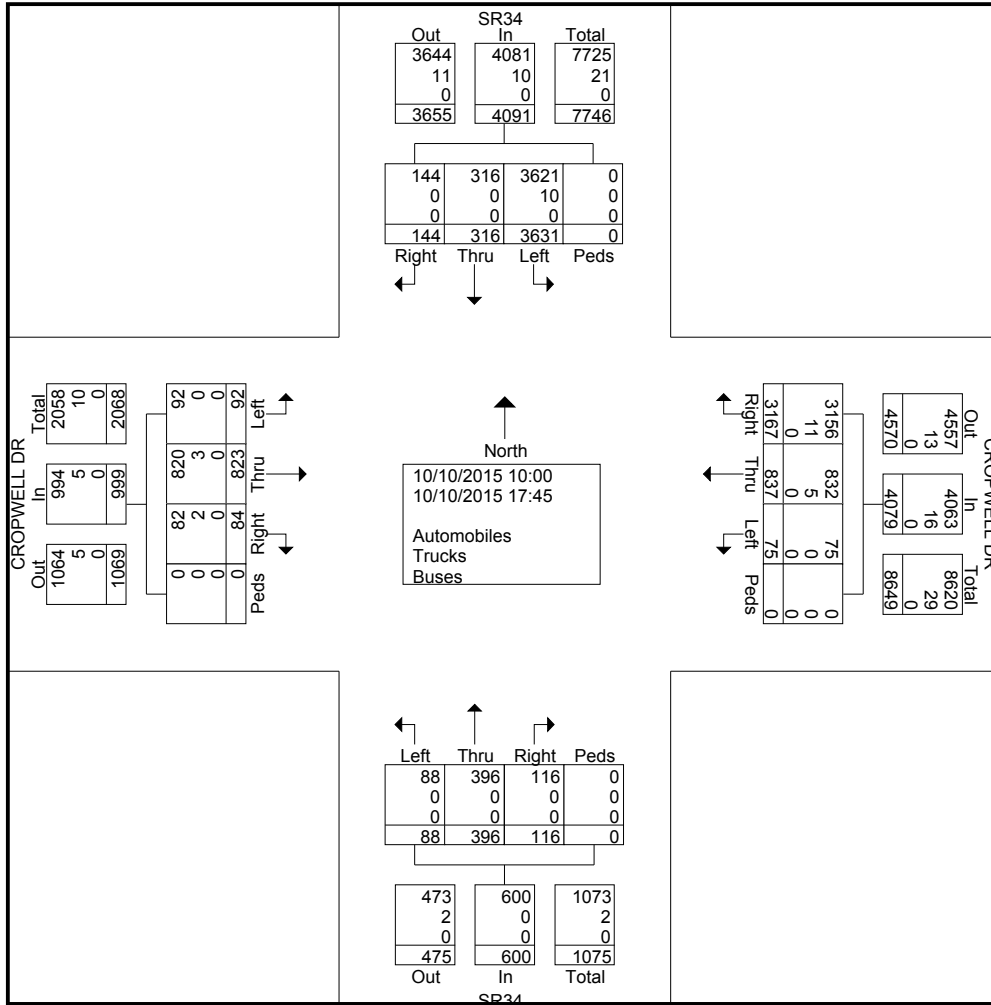 SR34
Out In Total
3644 4081 7725
11 10 21
0 0 0
3655 4091 7746
144 316 3621 0
0 0 10 0
0 0 0 0
144 316 3631 0
Right Thru Left Peds
CROPWELL DR
Total
2058 10 0 2068
In
994 5 0 999
Out
1064 5 0 1069
92 0 0 92
Left
820 3 0 823
Thru
82 2 0 84
Right
0 0 0 0
Peds
North
10/10/2015 10:00
10/10/2015 17:45
Automobiles
Trucks
Buses
Right
3156 11 0 3167
Thru
832 5 0 837
Left
75 0 0 75
Peds
0 0 0 0
CROPWELL DR
Out
4557 13 0 4570
In
4063 16 0 4079
Total
8620 29 0 8649
Left Thru Right Peds
88 396 116 0
0 0 0 0
0 0 0 0
88 396 116 0
473 600 1073
2 0 2
0 0 0
475 600 1075
Out In Total
SR34